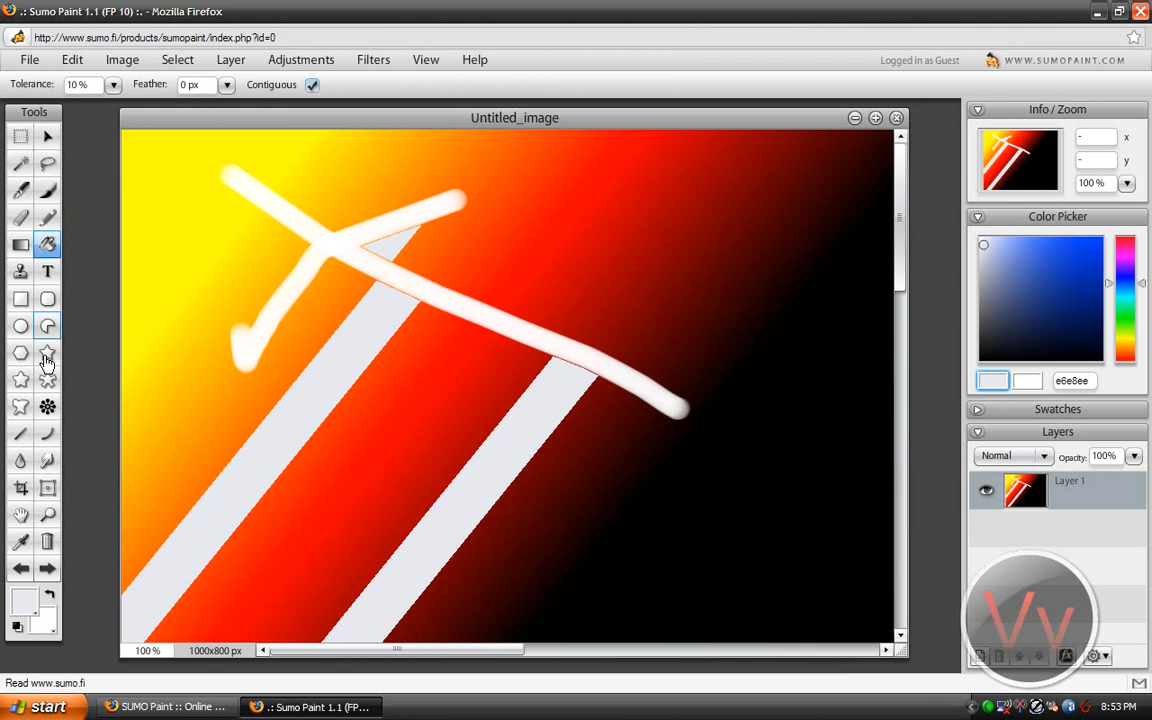 .: Sumo Paint 1.1 (FP 10) :. - Mozilla Firefox
http://www.sumo.fi/products/sumopaint/index.php?id=0
File Edit Image Select Layer Adjustments Filters View Help Logged in as Guest WWW.SUMOPAINT.COM
Tolerance: 10 % Feather: 0 px Contiguous
Tools
Untitled_image
Info / Zoom
- x
- y
100 %
Color Picker
e6e8ee
Swatches
Layers
Normal Opacity: 100%
Layer 1
T
Vv
100 % 1000x800 px
Read www.sumo.fi
start SUMO Paint :: Online ... .: Sumo Paint 1.1 (FP... 8:53 PM